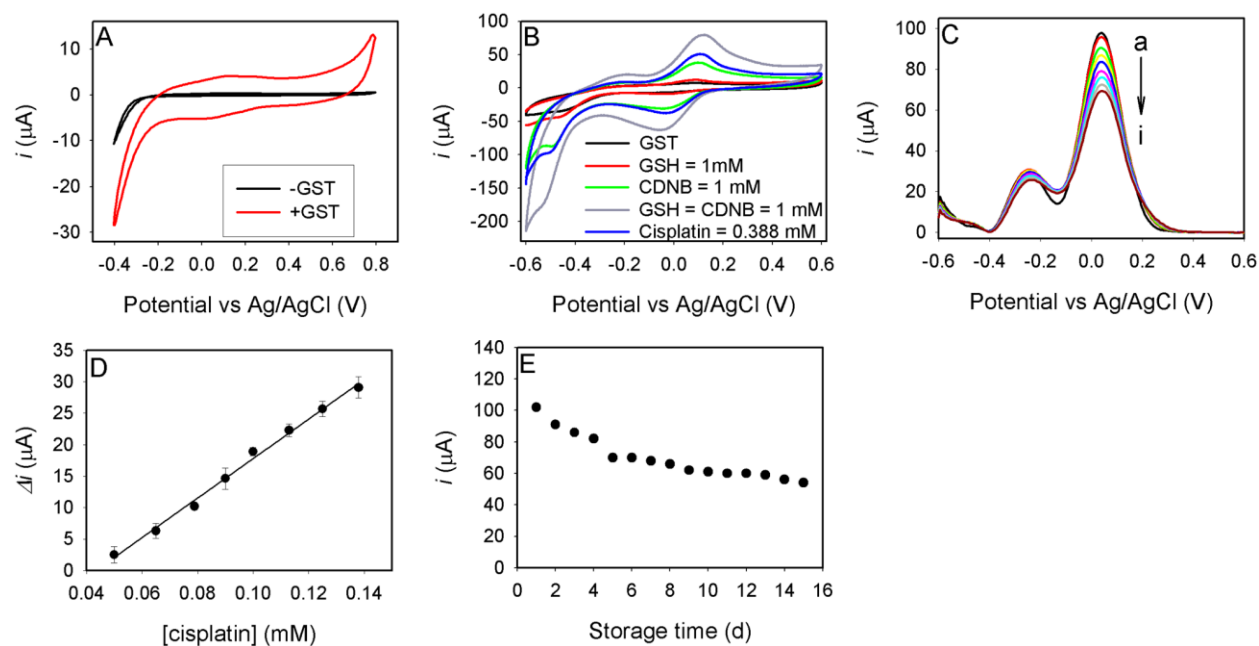 A
i (µA)
10
0
-10
-20
-30
-GST
+GST
-0.4 -0.2 0.0 0.2 0.4 0.6 0.8
Potential vs Ag/AgCl (V)
B
i (µA)
100
50
0
-50
-100
-150
-200
GST
GSH = 1mM
CDNB = 1 mM
GSH = CDNB = 1 mM
Cisplatin = 0.388 mM
-0.6 -0.4 -0.2 0.0 0.2 0.4 0.6
Potential vs Ag/AgCl (V)
C
i (µA)
100
80
60
40
20
0
a
i
-0.6 -0.4 -0.2 0.0 0.2 0.4 0.6
Potential vs Ag/AgCl (V)
D
Δi (µA)
35
30
25
20
15
10
5
0
0.04 0.06 0.08 0.10 0.12 0.14
[cisplatin] (mM)
E
i (µA)
140
120
100
80
60
40
20
0
0 2 4 6 8 10 12 14 16
Storage time (d)